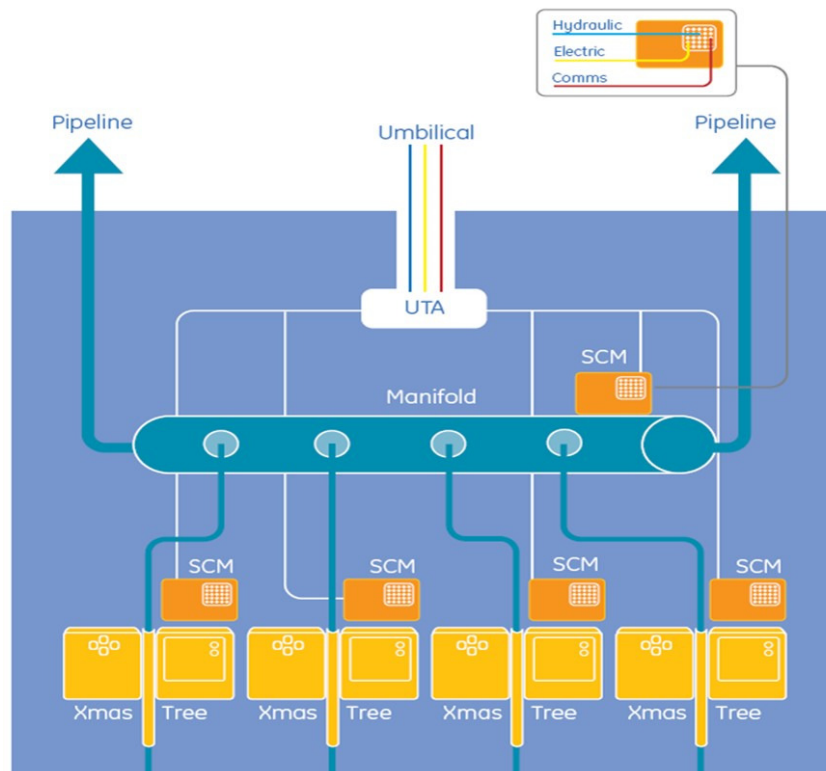 Hydraulic
Electric
Comms
Pipeline
Umbilical
Pipeline
UTA
SCM
Manifold
SCM
SCM
SCM
SCM
Xmas Tree
Xmas Tree
Xmas Tree
Xmas Tree